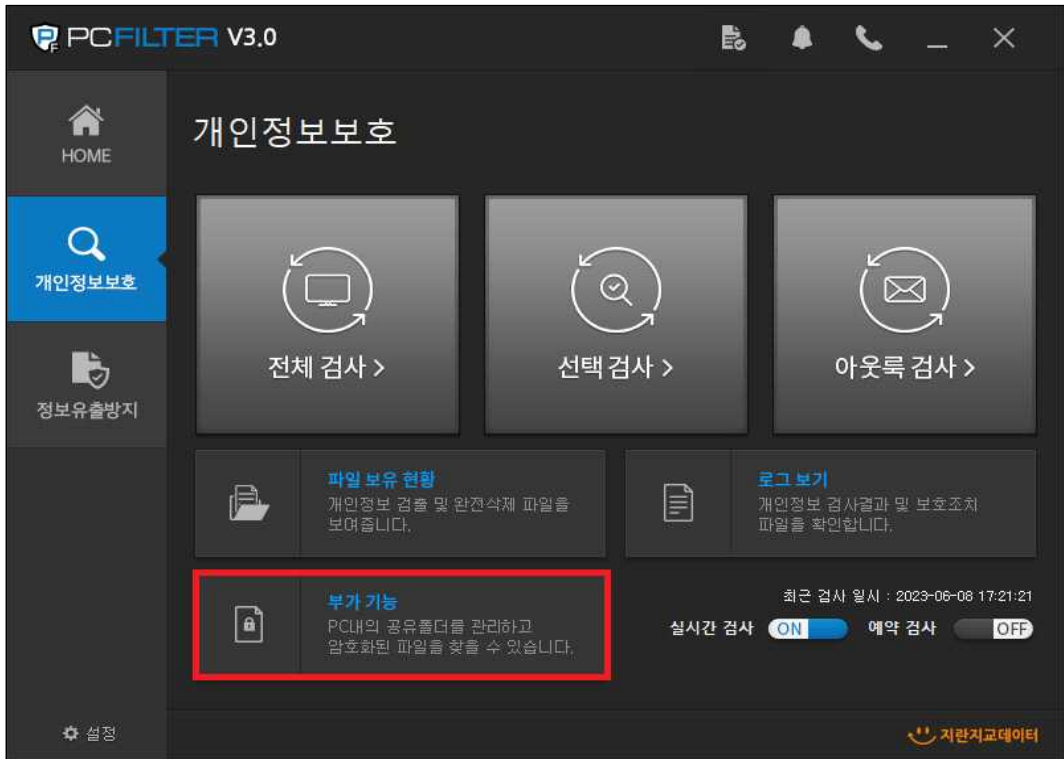 PCFILTER V3.0
HOME
개인정보보호
정보유출방지
설정
개인정보보호
전체 검사 >
선택 검사 >
아웃룩 검사 >
파일 보유 현황
개인정보 검출 및 완전삭제 파일을
보여줍니다.
로그 보기
개인정보 검사결과 및 보호조치
파일을 확인합니다.
부가 기능
PC내의 공유폴더를 관리하고
암호화된 파일을 찾을 수 있습니다.
최근 검사 일시 : 2023-06-08 17:21:21
실시간 검사 ON 예약 검사 OFF
지란지교데이터